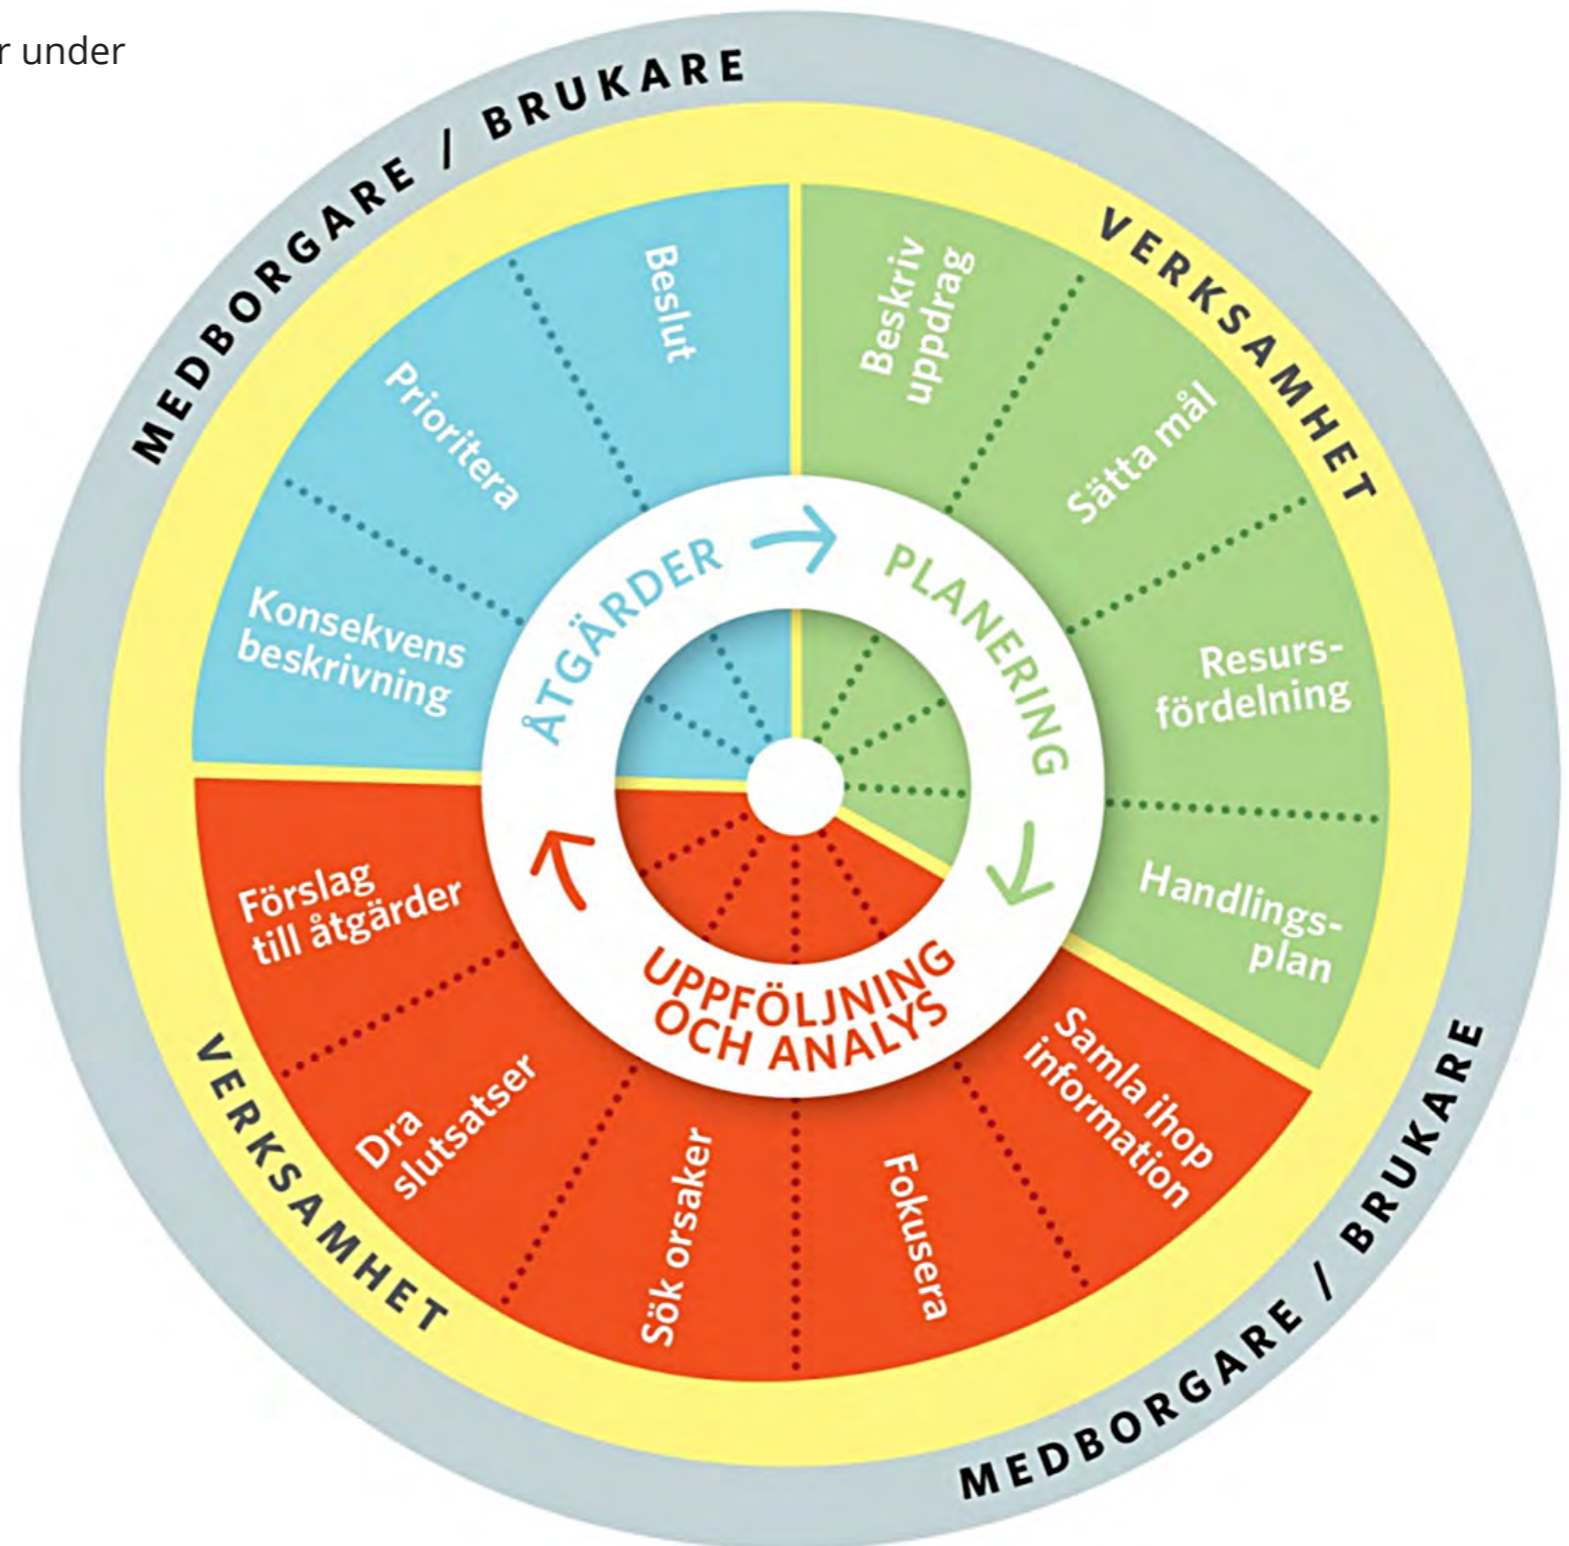 r under
MEDBORGARE / BRUKARE
VERKSAMHET
Beskriv
uppdrag
Sätta mål
Resurs-
fördelning
Handlings-
plan
Samla ihop
information
Fokusera
Sök orsaker
Dra
slutsatser
Förslag
till åtgärder
Konsekvens
beskrivning
Prioritera
Beslut
ÅTGÄRDER
PLANERING
UPPFÖLJNING
OCH ANALYS
VERKSAMHET
MEDBORGARE / BRUKARE